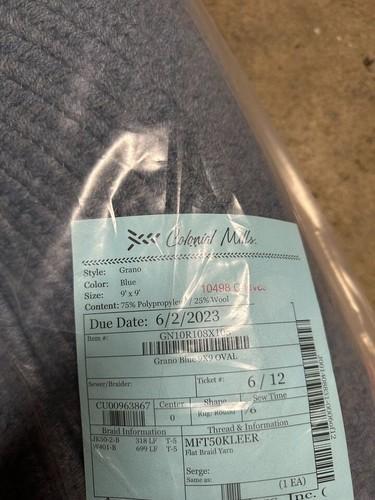 Colonial Mills.
Style: Grano
Color: Blue
Size: 9' x 9'
10498
Content: 75% Polypropylene / 25% Wool
Due Date: 6/2/2023
Item #:
GN10R108X108
Grano Blue 9X9 OVAL
Sewer/Braider:
Ticket #:
6 / 12
CU00963867
Center
Shape
Sew Time
0
Rug: Round
6
Braid Information
Thread & Information
JK50-2-B 318 LF T-5
W401-B 699 LF T-5
MFT50KLEER
Flat Braid Yarn
Serge:
Same as:
(1 EA)
Inc. (